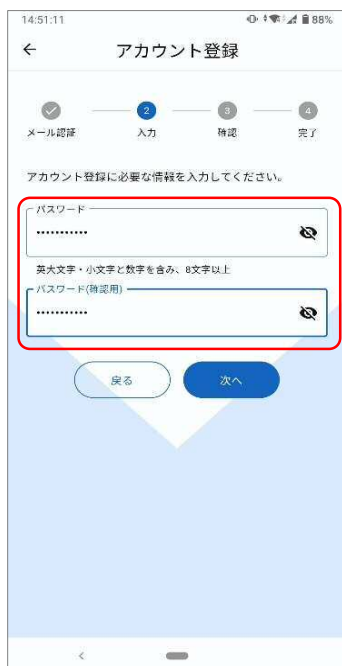 14:51:11 88%
アカウント登録
2 3 4
メール認証 入力 確認 完了
アカウント登録に必要な情報を入力してください。
パスワード
•••••••••••
英大文字・小文字と数字を含み、8文字以上
パスワード(確認用)
•••••••••••
戻る 次へ